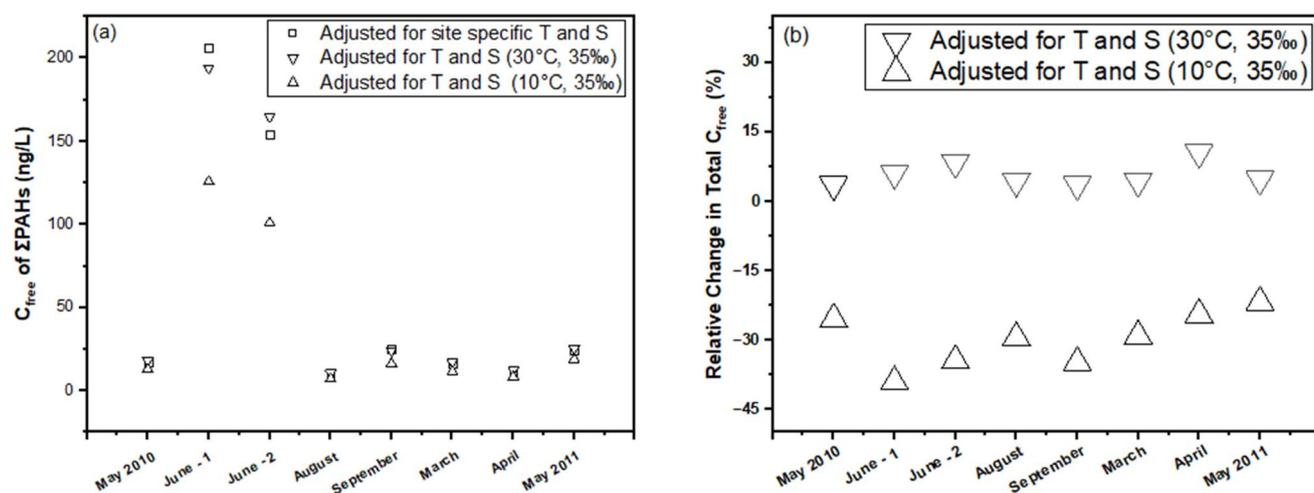 (a)
Adjusted for site specific T and S
Adjusted for T and S (30°C, 35‰)
Adjusted for T and S (10°C, 35‰)
C_free of ΣPAHs (ng/L)
200
150
100
50
0
May 2010
June - 1
June -2
August
September
March
April
May 2011
(b)
Adjusted for T and S (30°C, 35‰)
Adjusted for T and S (10°C, 35‰)
Relative Change in Total C_free (%)
30
15
0
−15
−30
−45
May 2010
June - 1
June -2
August
September
March
April
May 2011